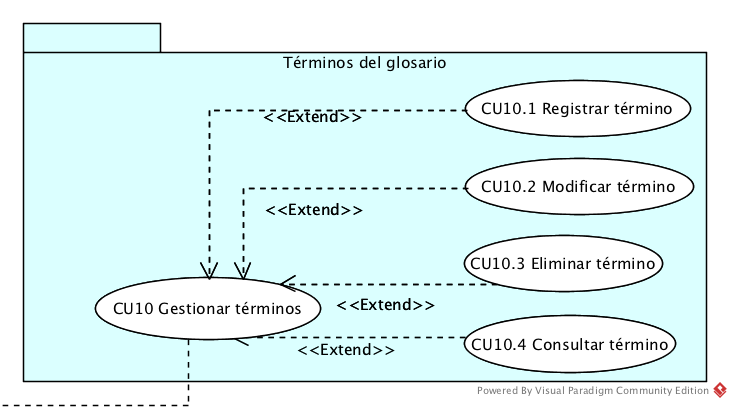 Términos del glosario
CU10.1 Registrar término
<<Extend>>
CU10.2 Modificar término
<<Extend>>
CU10.3 Eliminar término
<<Extend>>
CU10 Gestionar términos
CU10.4 Consultar término
<<Extend>>
Powered By Visual Paradigm Community Edition